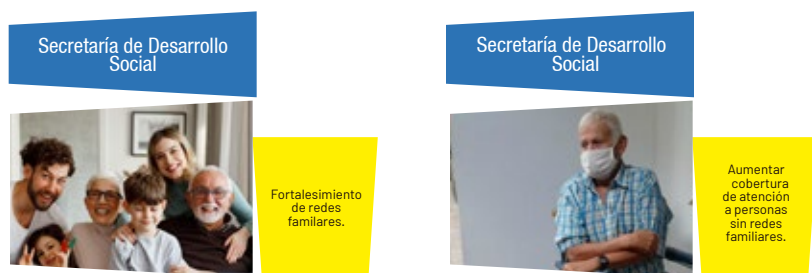 Secretaría de Desarrollo
Social
Fortalesimiento
de redes
familares.
Secretaría de Desarrollo
Social
Aumentar
cobertura
de atención
a personas
sin redes
familiares.